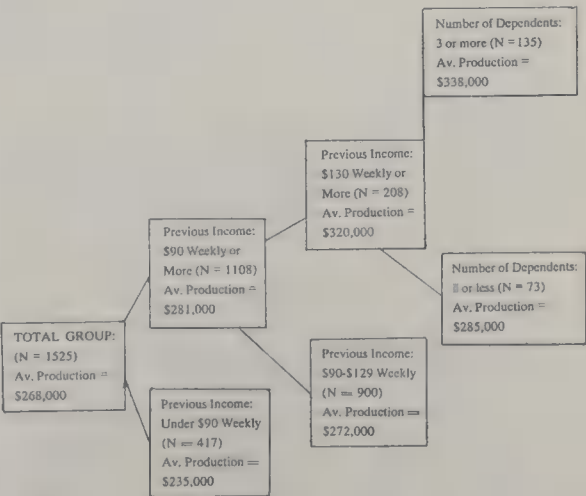 Number of Dependents:
3 or more (N = 135)
Av. Production =
$338,000
Previous Income:
$130 Weekly or
More (N = 208)
Av. Production =
$320,000
Previous Income:
$90 Weekly or
More (N = 1108)
Av. Production =
$281,000
Number of Dependents:
or less (N = 73)
Av. Production =
$285,000
TOTAL GROUP:
(N = 1525)
Av. Production =
$268,000
Previous Income:
$90-$129 Weekly
(N = 900)
Av. Production =
$272,000
Previous Income:
Under $90 Weekly
(N = 417)
Av. Production =
$235,000